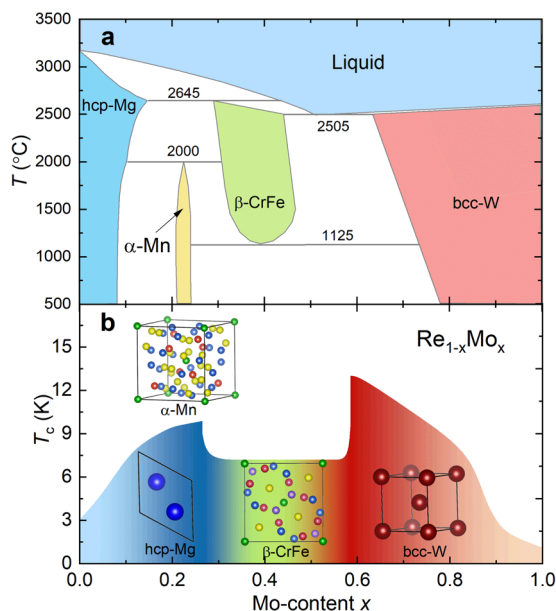 a
3500
3000
2500
2000
1500
1000
500
T (°C)
Liquid
hcp-Mg
2645
2505
2000
β-CrFe
bcc-W
α-Mn
1125
b
Re1-xMox
15
12
9
6
3
0
Tc (K)
α-Mn
hcp-Mg
β-CrFe
bcc-W
0.0 0.2 0.4 0.6 0.8 1.0
Mo-content x